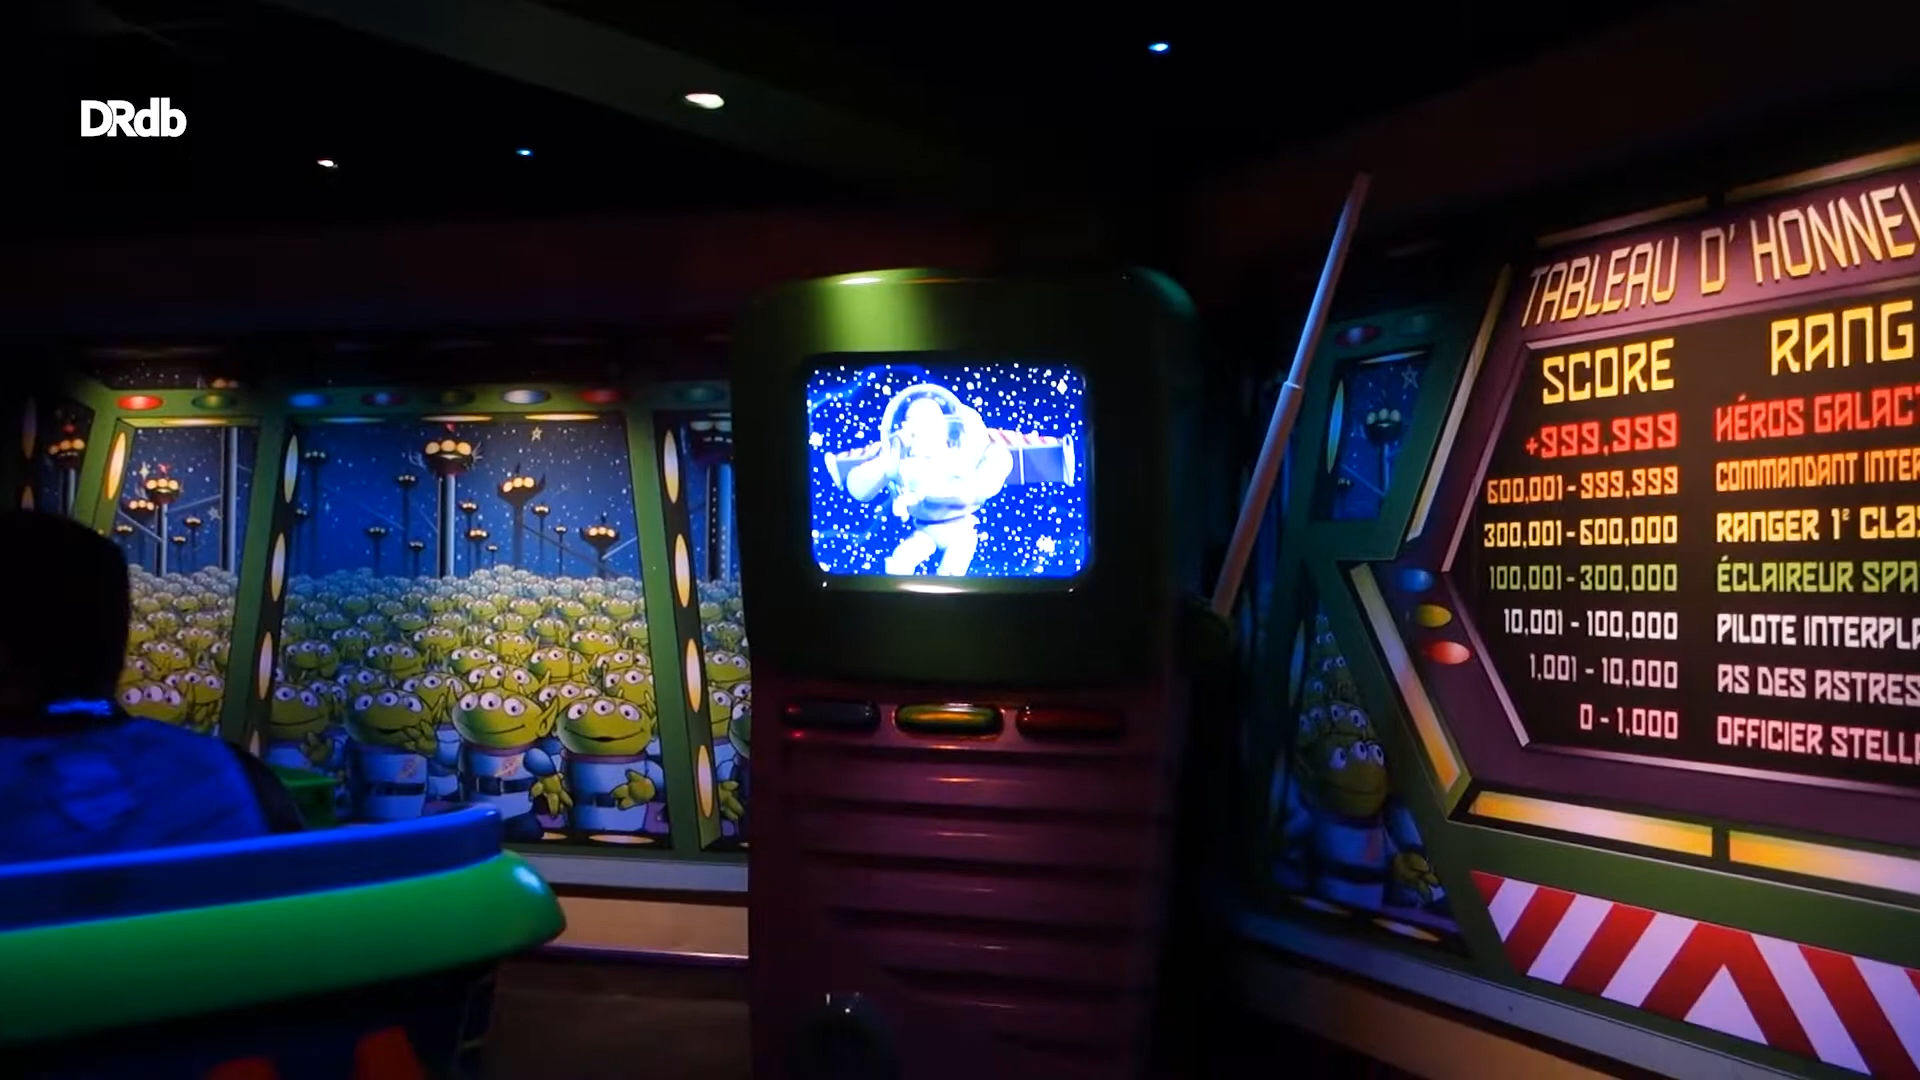 DRdb
TABLEAU D'HONNEU
SCORE RANG
+999,999 HÉROS GALACT
600,001-999,999 COMMANDANT INTER
300,001-600,000 RANGER 1ᵉ CLAS
100,001-300,000 ÉCLAIREUR SPA
10,001-100,000 PILOTE INTERPLA
1,001-10,000 AS DES ASTRES
0-1,000 OFFICIER STELLA